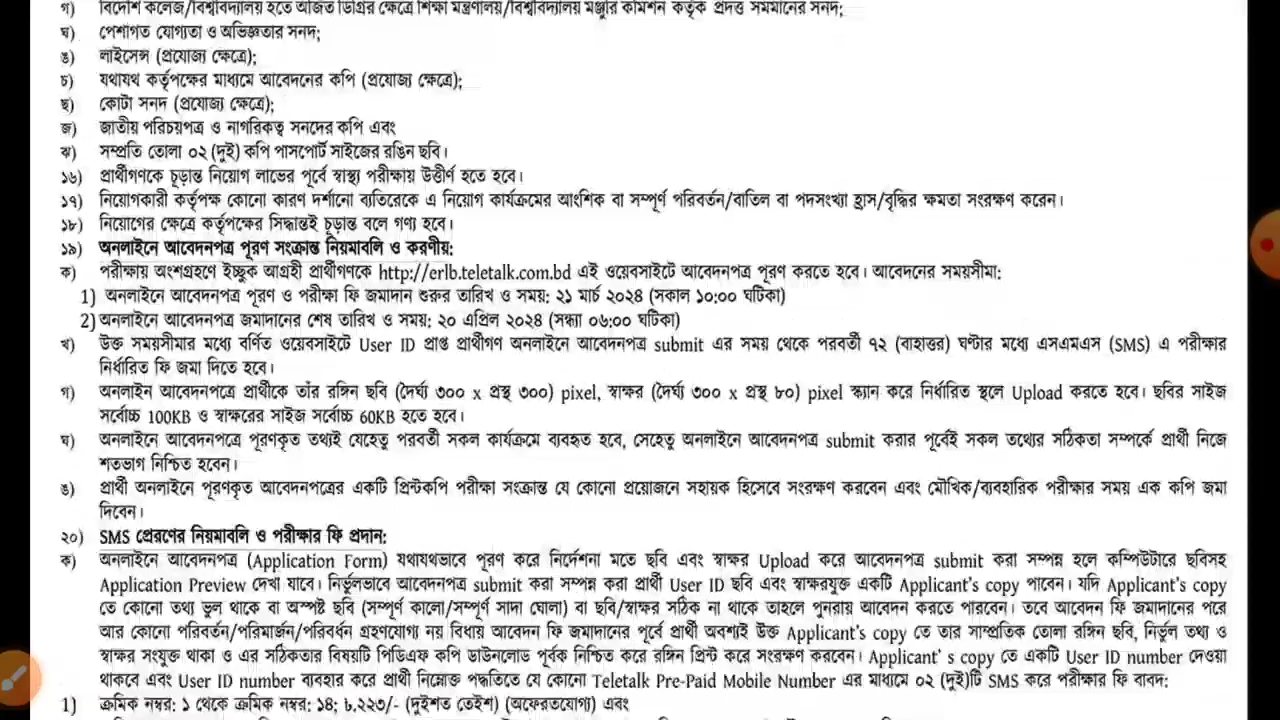 গ) বিদেশি কলেজ/বিশ্ববিদ্যালয় হতে অর্জিত ডিগ্রির ক্ষেত্রে শিক্ষা মন্ত্রণালয়/বিশ্ববিদ্যালয় মঞ্জুরি কমিশন কর্তৃক প্রদত্ত সমমানের সনদ;
ঘ) পেশাগত যোগ্যতা ও অভিজ্ঞতার সনদ;
ঙ) লাইসেন্স (প্রযোজ্য ক্ষেত্রে);
চ) যথাযথ কর্তৃপক্ষের মাধ্যমে আবেদনের কপি (প্রযোজ্য ক্ষেত্রে);
ছ) কোটা সনদ (প্রযোজ্য ক্ষেত্রে);
জ) জাতীয় পরিচয়পত্র ও নাগরিকত্ব সনদের কপি এবং
ঝ) সম্প্রতি তোলা ০২ (দুই) কপি পাসপোর্ট সাইজের রঙিন ছবি।
১৬) প্রার্থীগণকে চূড়ান্ত নিয়োগ লাভের পূর্বে স্বাস্থ্য পরীক্ষায় উত্তীর্ণ হতে হবে।
১৭) নিয়োগকারী কর্তৃপক্ষ কোনো কারণ দর্শানো ব্যতিরেকে এ নিয়োগ কার্যক্রমের আংশিক বা সম্পূর্ণ পরিবর্তন/বাতিল বা পদসংখ্যা হ্রাস/বৃদ্ধির ক্ষমতা সংরক্ষণ করেন।
১৮) নিয়োগের ক্ষেত্রে কর্তৃপক্ষের সিদ্ধান্তই চূড়ান্ত বলে গণ্য হবে।
১৯) অনলাইনে আবেদনপত্র পূরণ সংক্রান্ত নিয়মাবলি ও করণীয়:
ক) পরীক্ষায় অংশগ্রহণে ইচ্ছুক আগ্রহী প্রার্থীগণকে http://erlb.teletalk.com.bd এই ওয়েবসাইটে আবেদনপত্র পূরণ করতে হবে। আবেদনের সময়সীমা:
1) অনলাইনে আবেদনপত্র পূরণ ও পরীক্ষা ফি জমাদান শুরুর তারিখ ও সময়: ২১ মার্চ ২০২৪ (সকাল ১০:০০ ঘটিকা)
2) অনলাইনে আবেদনপত্র জমাদানের শেষ তারিখ ও সময়: ২০ এপ্রিল ২০২৪ (সন্ধ্যা ০৬:০০ ঘটিকা)
খ) উক্ত সময়সীমার মধ্যে বর্ণিত ওয়েবসাইটে User ID প্রাপ্ত প্রার্থীগণ অনলাইনে আবেদনপত্র submit এর সময় থেকে পরবর্তী ৭২ (বাহাত্তর) ঘণ্টার মধ্যে এসএমএস (SMS) এ পরীক্ষার
নির্ধারিত ফি জমা দিতে হবে।
গ) অনলাইন আবেদনপত্রে প্রার্থীকে তাঁর রঙ্গিন ছবি (দৈর্ঘ্য ৩০০ x প্রস্থ ৩০০) pixel, স্বাক্ষর (দৈর্ঘ্য ৩০০ x প্রস্থ ৮০) pixel স্ক্যান করে নির্ধারিত স্থলে Upload করতে হবে। ছবির সাইজ
সর্বোচ্চ 100KB ও স্বাক্ষরের সাইজ সর্বোচ্চ 60KB হতে হবে।
ঘ) অনলাইনে আবেদনপত্রে পূরণকৃত তথ্যই যেহেতু পরবর্তী সকল কার্যক্রমে ব্যবহৃত হবে, সেহেতু অনলাইনে আবেদনপত্র submit করার পূর্বেই সকল তথ্যের সঠিকতা সম্পর্কে প্রার্থী নিজে
শতভাগ নিশ্চিত হবেন।
ঙ) প্রার্থী অনলাইনে পূরণকৃত আবেদনপত্রের একটি প্রিন্টকপি পরীক্ষা সংক্রান্ত যে কোনো প্রয়োজনে সহায়ক হিসেবে সংরক্ষণ করবেন এবং মৌখিক/ব্যবহারিক পরীক্ষার সময় এক কপি জমা
দিবেন।
২০) SMS প্রেরণের নিয়মাবলি ও পরীক্ষার ফি প্রদান:
ক) অনলাইনে আবেদনপত্র (Application Form) যথাযথভাবে পূরণ করে নির্দেশনা মতে ছবি এবং স্বাক্ষর Upload করে আবেদনপত্র submit করা সম্পন্ন হলে কম্পিউটারে ছবিসহ
Application Preview দেখা যাবে। নির্ভুলভাবে আবেদনপত্র submit করা সম্পন্ন করা প্রার্থী User ID ছবি এবং স্বাক্ষরযুক্ত একটি Applicant's copy পাবেন। যদি Applicant's copy
তে কোনো তথ্য ভুল থাকে বা অস্পষ্ট ছবি (সম্পূর্ণ কালো/সম্পূর্ণ সাদা ঘোলা) বা ছবি/স্বাক্ষর সঠিক না থাকে তাহলে পুনরায় আবেদন করতে পারবেন। তবে আবেদন ফি জমাদানের পরে
আর কোনো পরিবর্তন/পরিমার্জন/পরিবর্ধন গ্রহণযোগ্য নয় বিধায় আবেদন ফি জমাদানের পূর্বে প্রার্থী অবশ্যই উক্ত Applicant's copy তে তার সাম্প্রতিক তোলা রঙ্গিন ছবি, নির্ভুল তথ্য ও
স্বাক্ষর সংযুক্ত থাকা ও এর সঠিকতার বিষয়টি পিডিএফ কপি ডাউনলোড পূর্বক নিশ্চিত করে রঙ্গিন প্রিন্ট করে সংরক্ষণ করবেন। Applicant' s copy তে একটি User ID number দেওয়া
থাকবে এবং User ID number ব্যবহার করে প্রার্থী নিম্নোক্ত পদ্ধতিতে যে কোনো Teletalk Pre-Paid Mobile Number এর মাধ্যমে ০২ (দুই)টি SMS করে পরীক্ষার ফি বাবদ:
1) ক্রমিক নম্বর: ১ থেকে ক্রমিক নম্বর: ১৪; ৮,২২৩/- (দুইশত তেইশ) (অফেরতযোগ্য) এবং